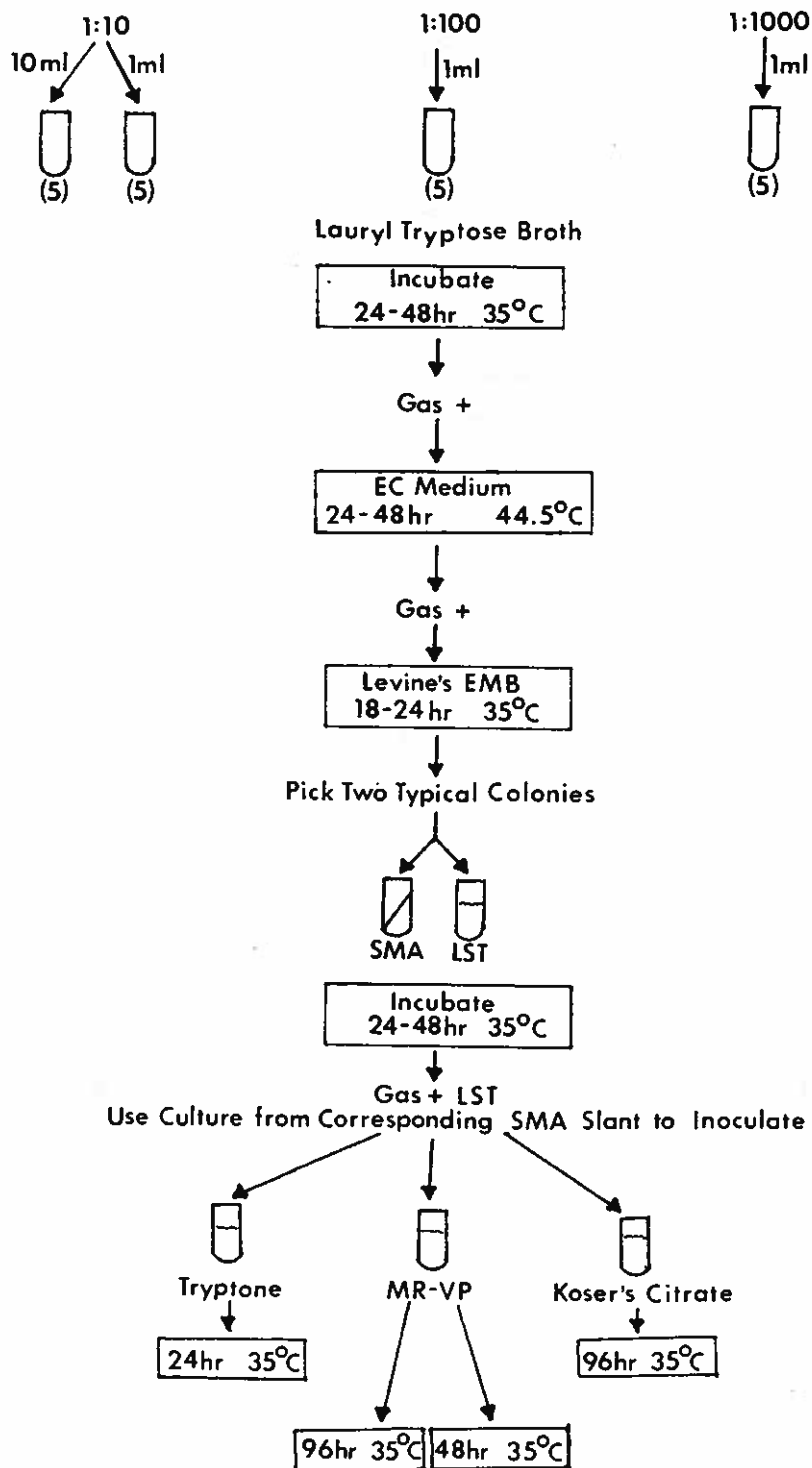 1:10 1:100 1:1000
10ml 1ml 1ml 1ml
(5) (5) (5) (5)
Lauryl Tryptose Broth
Incubate
24-48hr 35°C
Gas +
EC Medium
24-48hr 44.5°C
Gas +
Levine's EMB
18-24hr 35°C
Pick Two Typical Colonies
SMA LST
Incubate
24-48hr 35°C
Gas + LST
Use Culture from Corresponding SMA Slant to Inoculate
Tryptone MR-VP Koser's Citrate
24hr 35°C 96hr 35°C
96hr 35°C 48hr 35°C